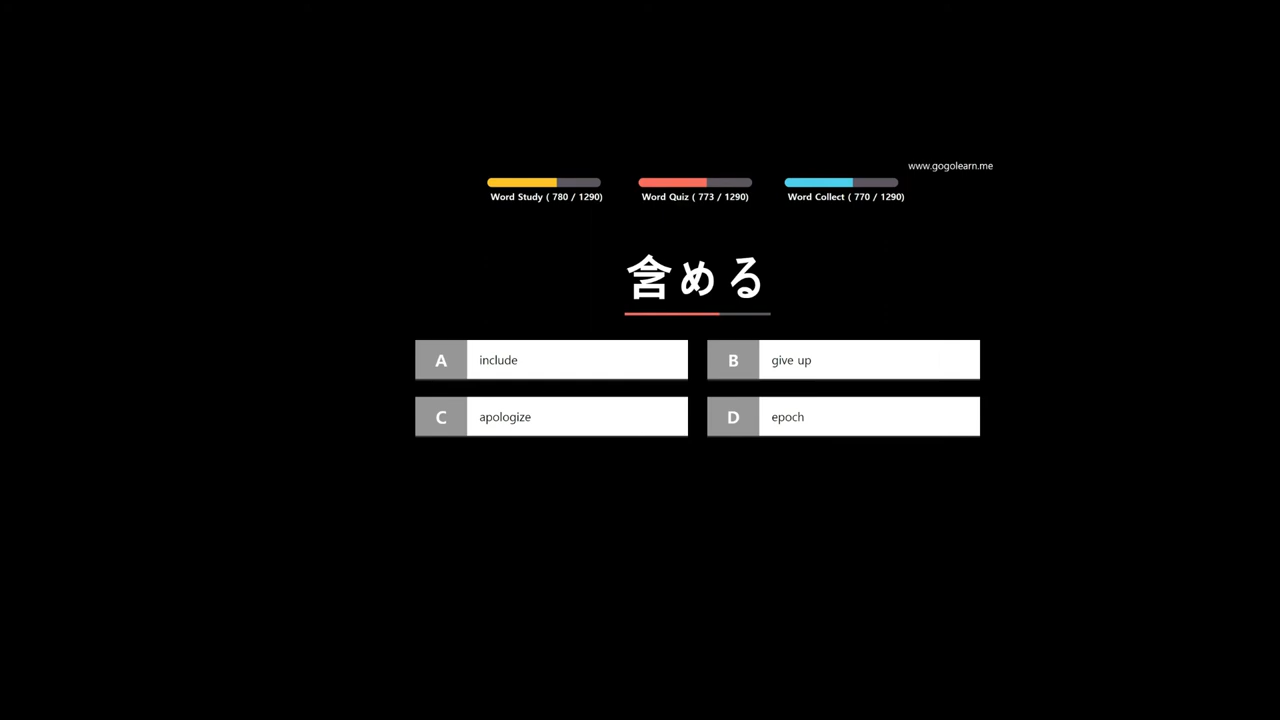 www.gogolearn.me
Word Study ( 780 / 1290)
Word Quiz ( 773 / 1290)
Word Collect ( 770 / 1290)
含める
A include
B give up
C apologize
D epoch